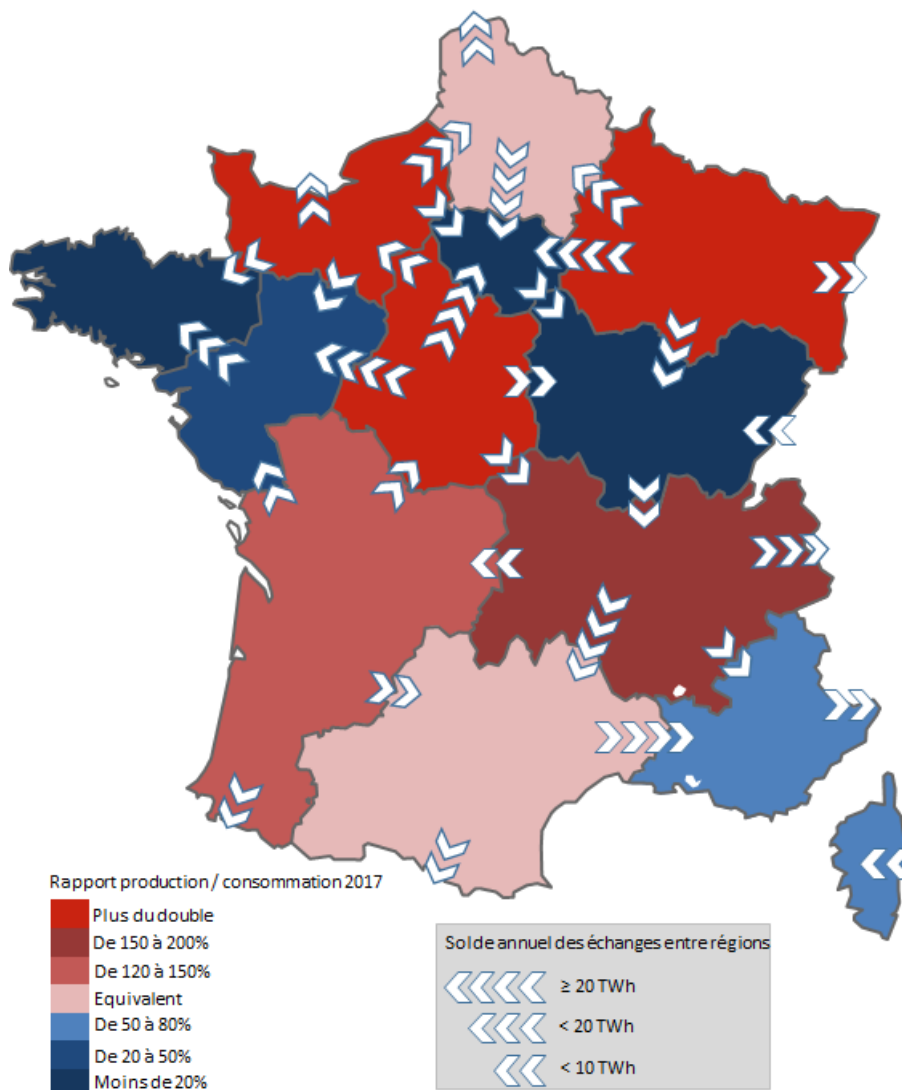 Rapport production / consommation 2017
Plus du double
De 150 à 200%
De 120 à 150%
Equivalent
De 50 à 80%
De 20 à 50%
Moins de 20%
Solde annuel des échanges entre régions
≥ 20 TWh
< 20 TWh
< 10 TWh